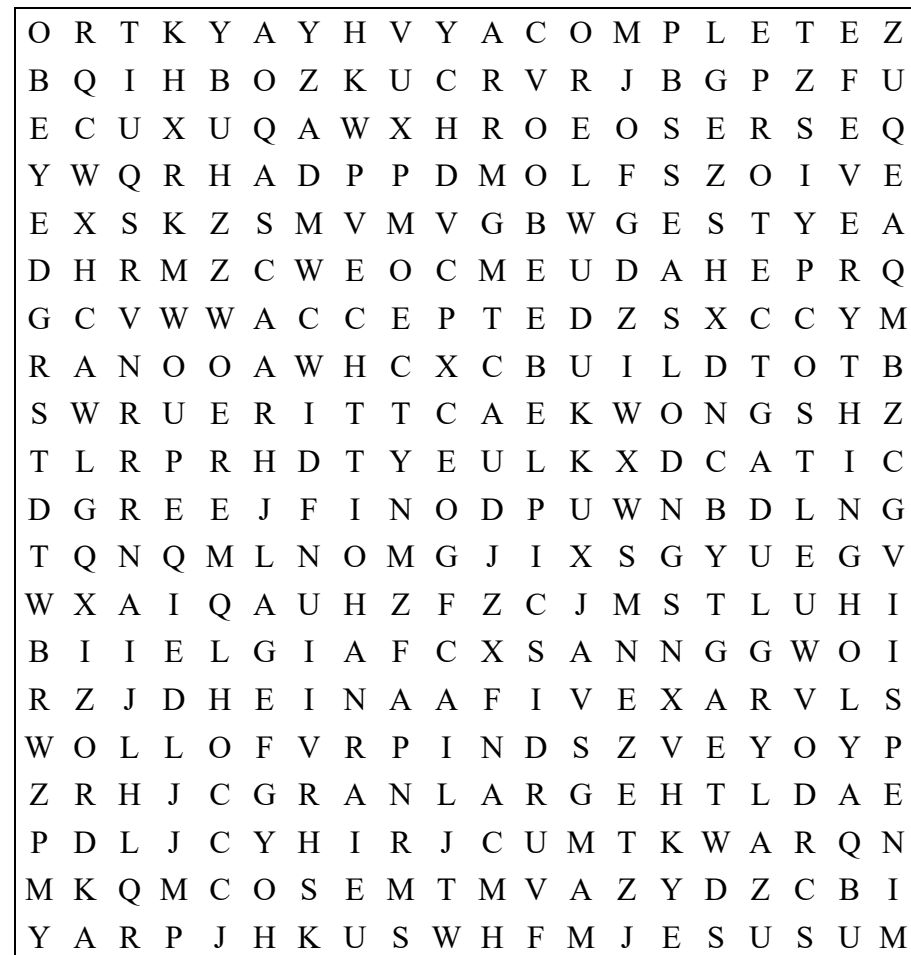 O R T K Y A Y H V Y A C O M P L E T E Z
B Q I H B O Z K U C R V R J B G P Z F U
E C U X U Q A W X H R O E O S E R S E Q
Y W Q R H A D P P D M O L F S Z O I V E
E X S K Z S M V M V G B W G E S T Y E A
D H R M Z C W E O C M E U D A H E P R Q
G C V W W A C C E P T E D Z S X C C Y M
R A N O O A W H C X C B U I L D T O T B
S W R U E R I T T C A E K W O N G S H Z
T L R P R H D T Y E U L K X D C A T I C
D G R E E J F I N O D P U W N B D L N G
T Q N Q M L N O M G J I X S G Y U E G V
W X A I Q A U H Z F Z C J M S T L U H I
B I I E L G I A F C X S A N N G G W O I
R Z J D H E I N A A F I V E X A R V L S
W O L L O F V R P I N D S Z V E Y O Y P
Z R H J C G R A N L A R G E H T L D A E
P D L J C Y H I R J C U M T K W A R Q N
M K Q M C O S E M T M V A Z Y D Z C B I
Y A R P J H K U S W H F M J E S U S U M